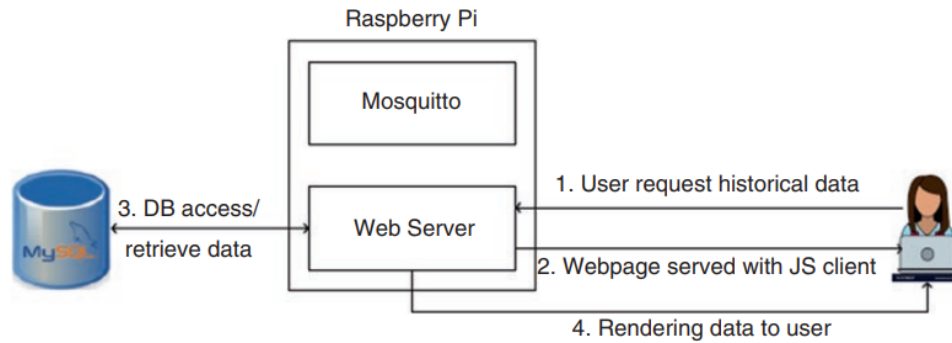 Raspberry Pi
Mosquitto
1. User request historical data
3. DB access/
retrieve data
Web Server
MySQL
2. Webpage served with JS client
4. Rendering data to user